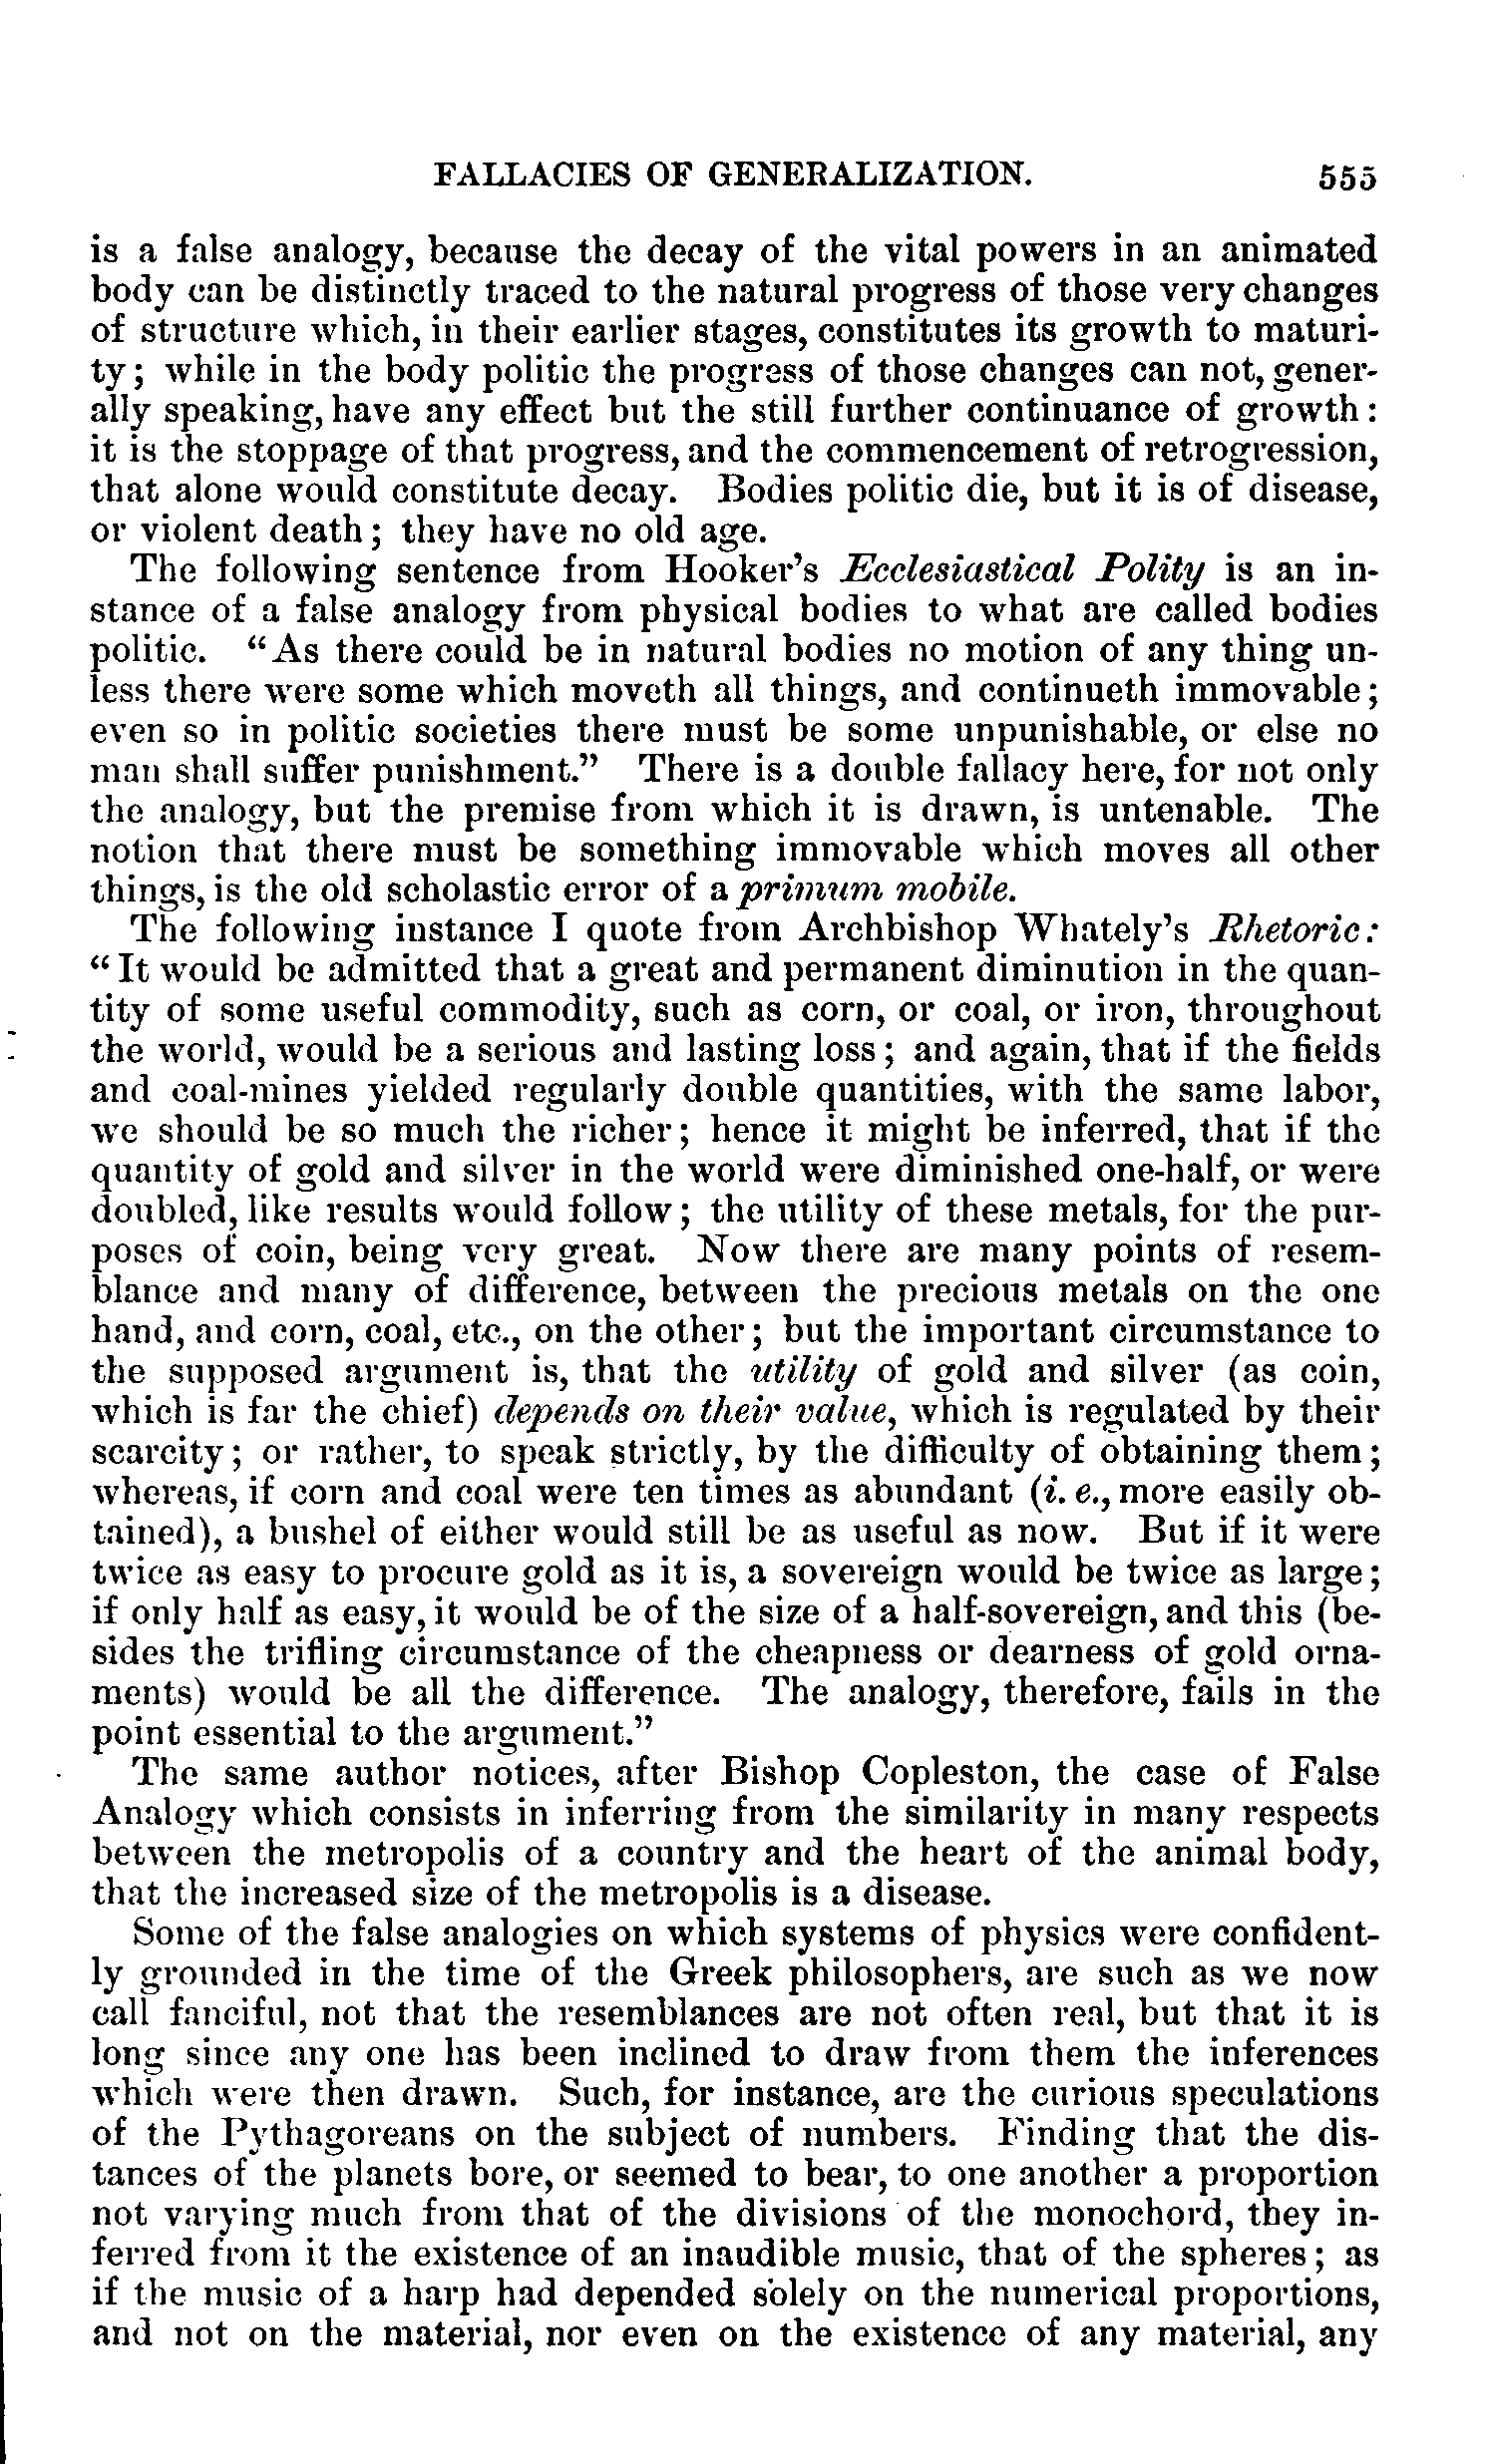 FALLACIES OF GENERALIZATION. 555
is a false analogy, because the decay of the vital powers in an animated
body can be distinctly traced to the natural progress of those very changes
of structure which, in their earlier stages, constitutes its growth to maturi-
ty; while in the body politic the progress of those changes can not, gener-
ally speaking, have any effect but the still further continuance of growth:
it is the stoppage of that progress, and the commencement of retrogression,
that alone would constitute decay. Bodies politic die, but it is of disease,
or violent death; they have no old age.
The following sentence from Hooker's Ecclesiastical Polity is an in-
stance of a false analogy from physical bodies to what are called bodies
politic. "As there could be in natural bodies no motion of any thing un-
less there were some which moveth all things, and continueth immovable;
even so in politic societies there must be some unpunishable, or else no
man shall suffer punishment." There is a double fallacy here, for not only
the analogy, but the premise from which it is drawn, is untenable. The
notion that there must be something immovable which moves all other
things, is the old scholastic error of a primum mobile.
The following instance I quote from Archbishop Whately's Rhetoric:
"It would be admitted that a great and permanent diminution in the quan-
tity of some useful commodity, such as corn, or coal, or iron, throughout
the world, would be a serious and lasting loss; and again, that if the fields
and coal-mines yielded regularly double quantities, with the same labor,
we should be so much the richer; hence it might be inferred, that if the
quantity of gold and silver in the world were diminished one-half, or were
doubled, like results would follow; the utility of these metals, for the pur-
poses of coin, being very great. Now there are many points of resem-
blance and many of difference, between the precious metals on the one
hand, and corn, coal, etc., on the other; but the important circumstance to
the supposed argument is, that the utility of gold and silver (as coin,
which is far the chief) depends on their value, which is regulated by their
scarcity; or rather, to speak strictly, by the difficulty of obtaining them;
whereas, if corn and coal were ten times as abundant (i. e., more easily ob-
tained), a bushel of either would still be as useful as now. But if it were
twice as easy to procure gold as it is, a sovereign would be twice as large;
if only half as easy, it would be of the size of a half-sovereign, and this (be-
sides the trifling circumstance of the cheapness or dearness of gold orna-
ments) would be all the difference. The analogy, therefore, fails in the
point essential to the argument."
The same author notices, after Bishop Copleston, the case of False
Analogy which consists in inferring from the similarity in many respects
between the metropolis of a country and the heart of the animal body,
that the increased size of the metropolis is a disease.
Some of the false analogies on which systems of physics were confident-
ly grounded in the time of the Greek philosophers, are such as we now
call fanciful, not that the resemblances are not often real, but that it is
long since any one has been inclined to draw from them the inferences
which were then drawn. Such, for instance, are the curious speculations
of the Pythagoreans on the subject of numbers. Finding that the dis-
tances of the planets bore, or seemed to bear, to one another a proportion
not varying much from that of the divisions of the monochord, they in-
ferred from it the existence of an inaudible music, that of the spheres; as
if the music of a harp had depended solely on the numerical proportions,
and not on the material, nor even on the existence of any material, any